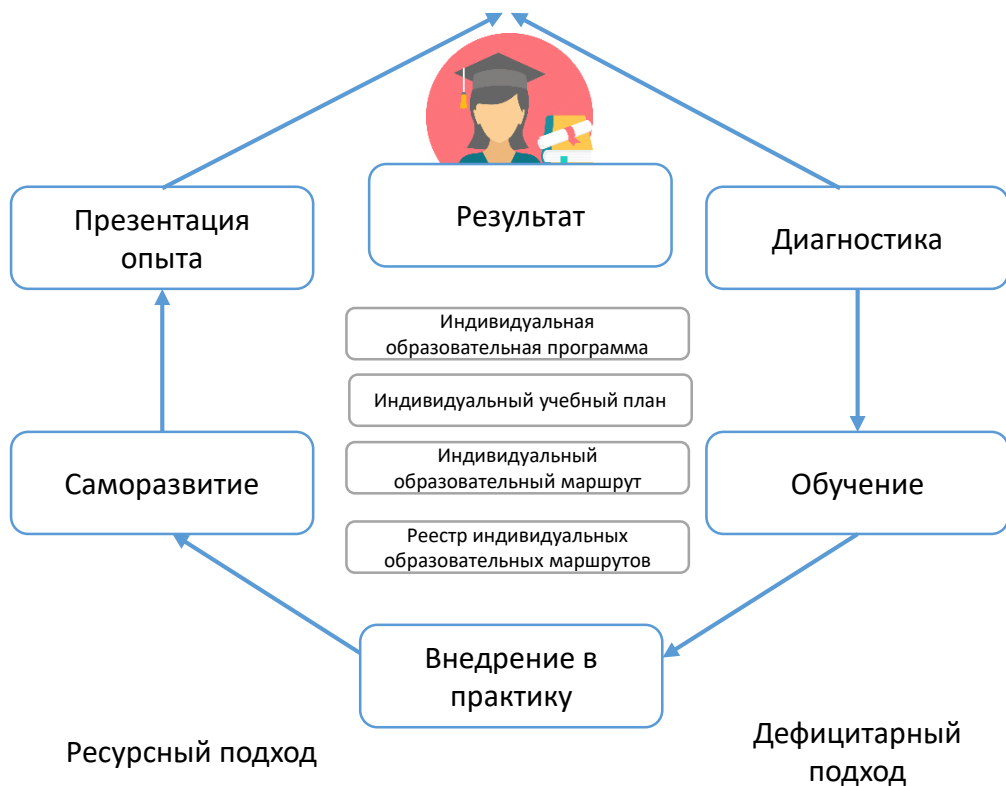 Презентация
опыта
Результат
Диагностика
Индивидуальная
образовательная программа
Индивидуальный учебный план
Индивидуальный
образовательный маршрут
Реестр индивидуальных
образовательных маршрутов
Саморазвитие
Обучение
Внедрение в
практику
Ресурсный подход
Дефицитарный
подход